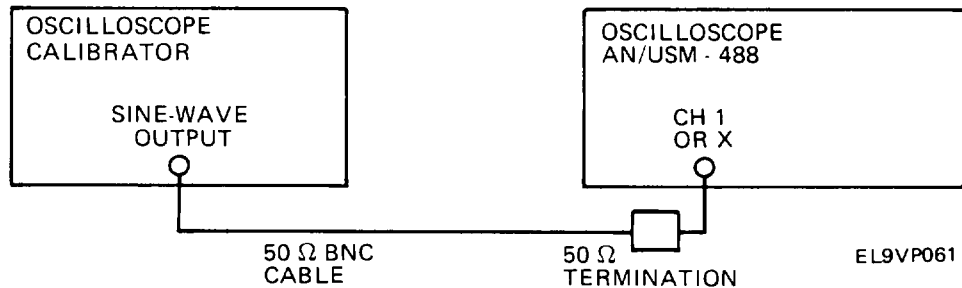 OSCILLOSCOPE
CALIBRATOR
SINE-WAVE
OUTPUT
OSCILLOSCOPE
AN/USM - 488
CH 1
OR X
50 Ω BNC
CABLE
50 Ω
TERMINATION
EL9VP061